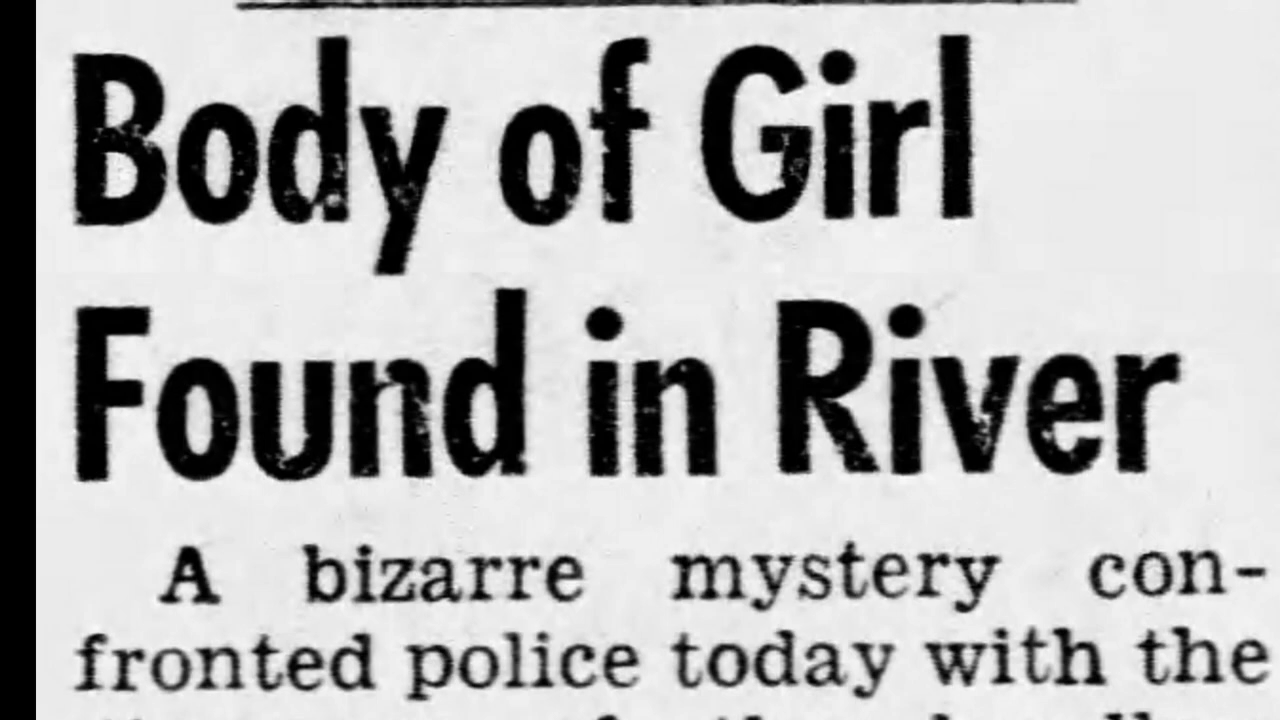 Body of Girl
Found in River
A bizarre mystery con-
fronted police today with the